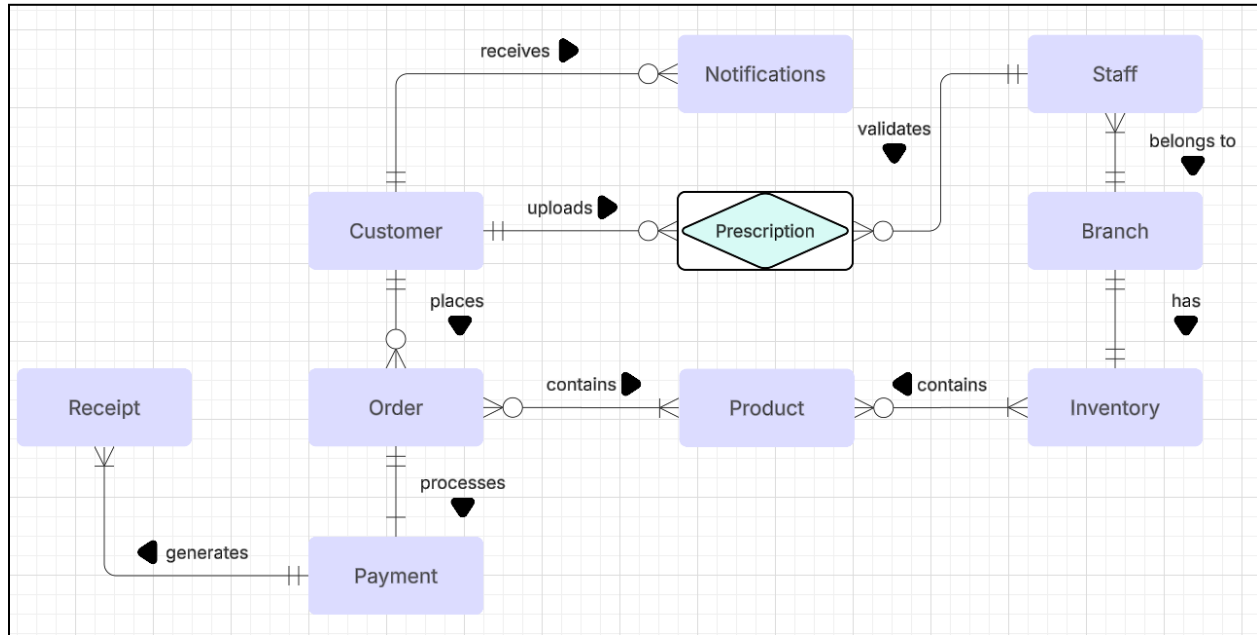 receives
Notifications
Staff
validates
belongs to
Customer
uploads
Prescription
Branch
places
has
Receipt
Order
contains
Product
contains
Inventory
processes
generates
Payment